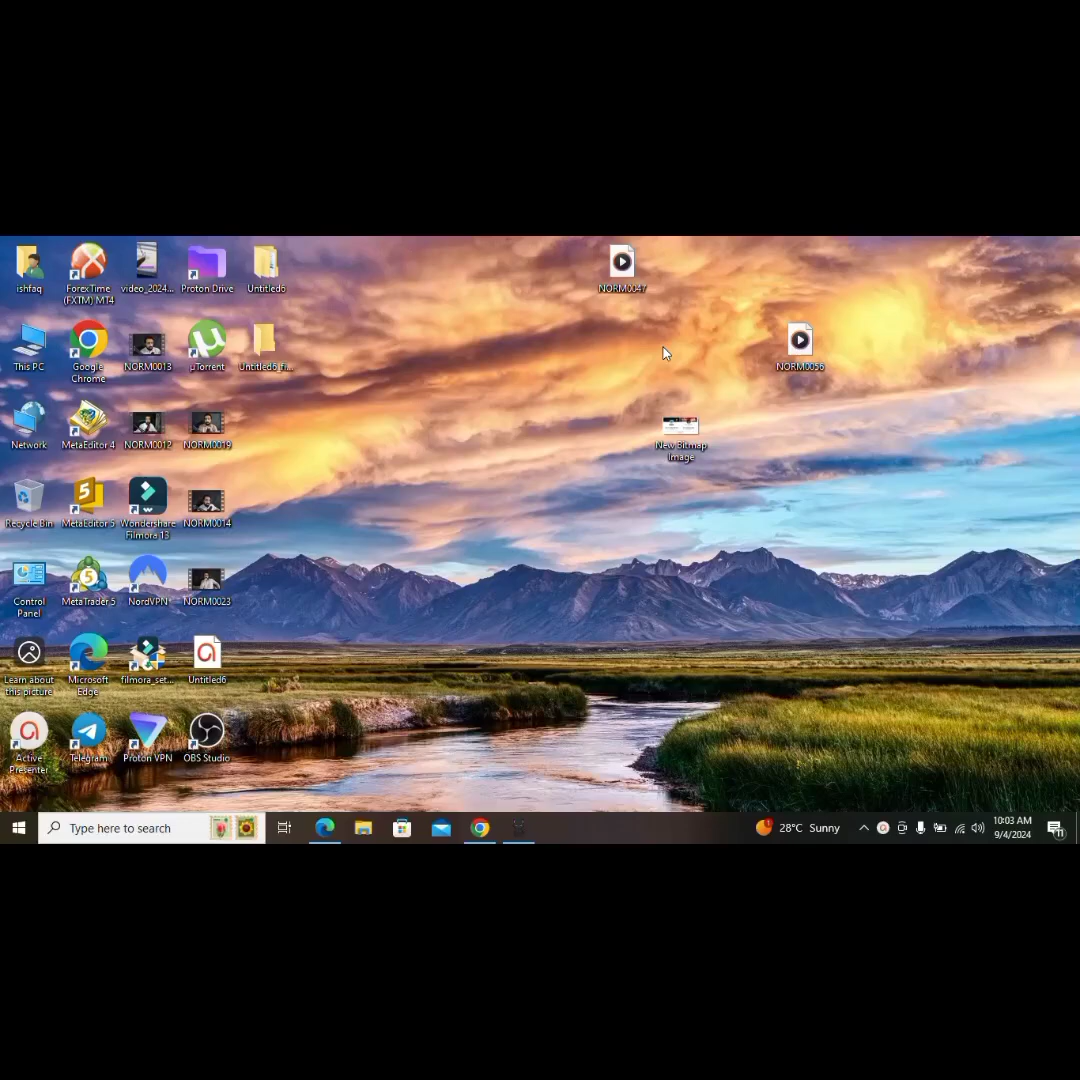 ishfaq
ForexTime
(FXTM) MT4
video_2024...
Proton Drive
Untitled6
NORM0047
This PC
Google
Chrome
NORM0013
µTorrent
Untitled6_fi...
NORM0056
Network
MetaEditor 4
NORM0012
NORM0019
New Bitmap
Image
Recycle Bin
MetaEditor 5
Wondershare
Filmora 13
NORM0014
Control
Panel
MetaTrader 5
NordVPN
NORM0023
Learn about
this picture
Microsoft
Edge
filmora_set...
Untitled6
Active
Presenter
Telegram
Proton VPN
OBS Studio
Type here to search
28°C Sunny
10:03 AM
9/4/2024
11